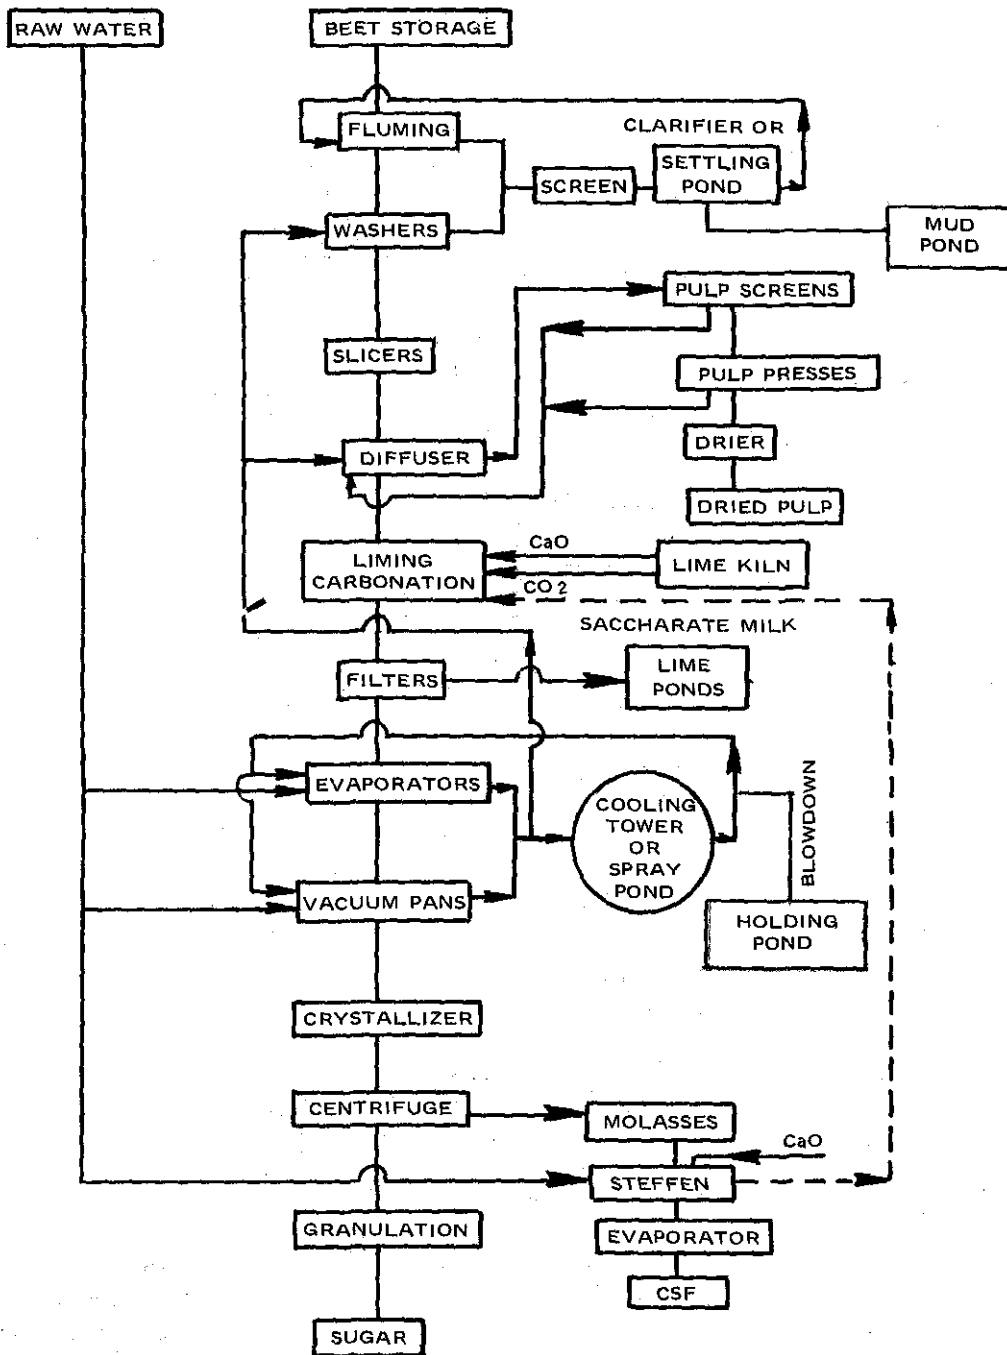 RAW WATER
BEET STORAGE
FLUMING
CLARIFIER OR
SETTLING
POND
SCREEN
WASHERS
MUD
POND
PULP SCREENS
SLICERS
PULP PRESSES
DIFFUSER
DRIER
DRIED PULP
LIMING
CARBONATION
CaO
CO2
LIME KILN
SACCHARATE MILK
FILTERS
LIME
PONDS
EVAPORATORS
COOLING
TOWER
OR
SPRAY
POND
BLOWDOWN
VACUUM PANS
HOLDING
POND
CRYSTALLIZER
CENTRIFUGE
MOLASSES
CaO
STEFFEN
GRANULATION
EVAPORATOR
CSF
SUGAR